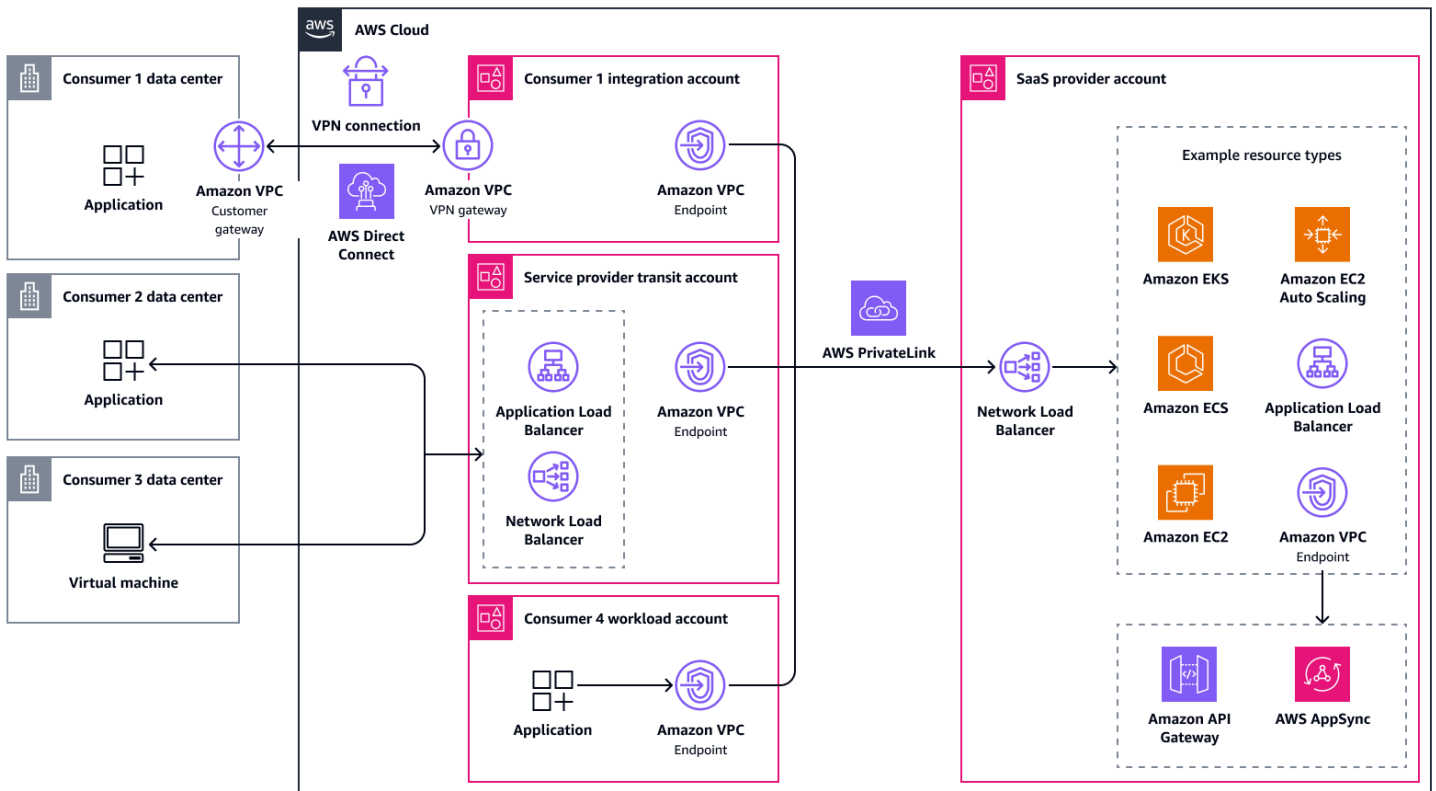 aws
AWS Cloud
Consumer 1 data center
Application
Amazon VPC
Customer
gateway
VPN connection
AWS Direct
Connect
Consumer 1 integration account
Amazon VPC
VPN gateway
Amazon VPC
Endpoint
Consumer 2 data center
Application
Consumer 3 data center
Virtual machine
Service provider transit account
Application Load
Balancer
Network Load
Balancer
Amazon VPC
Endpoint
Consumer 4 workload account
Application
Amazon VPC
Endpoint
AWS PrivateLink
SaaS provider account
Network Load
Balancer
Example resource types
K
Amazon EKS
Amazon EC2
Auto Scaling
Amazon ECS
Application Load
Balancer
Amazon EC2
Amazon VPC
Endpoint
</>
Amazon API
Gateway
AWS AppSync